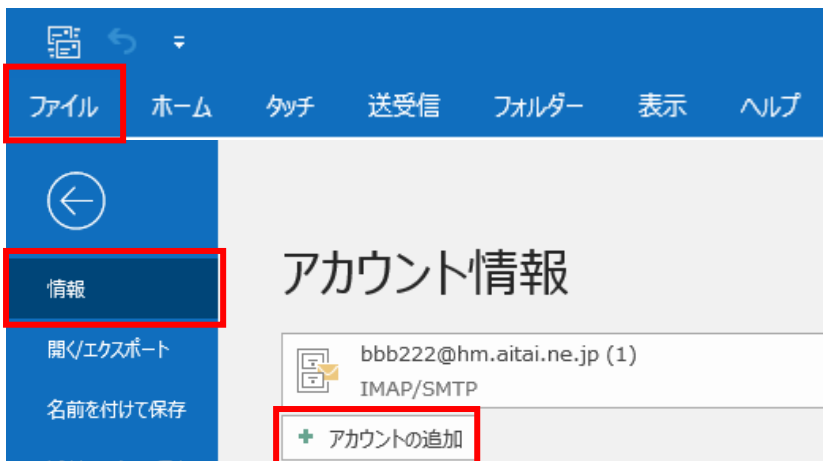 ファイル ホーム タッチ 送受信 フォルダー 表示 ヘルプ
アカウント情報
情報
開く/エクスポート
名前を付けて保存
bbb222@hm.aitai.ne.jp (1)
IMAP/SMTP
アカウントの追加